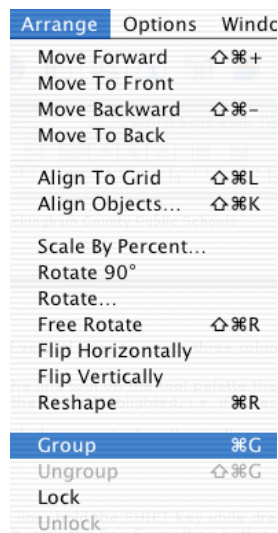 Arrange Options Windo
Move Forward ⇧⌘+
Move To Front
Move Backward ⇧⌘-
Move To Back
Align To Grid ⇧⌘L
Align Objects... ⇧⌘K
Scale By Percent...
Rotate 90°
Rotate...
Free Rotate ⇧⌘R
Flip Horizontally
Flip Vertically
Reshape ⌘R
Group ⌘G
Ungroup ⇧⌘G
Lock
Unlock